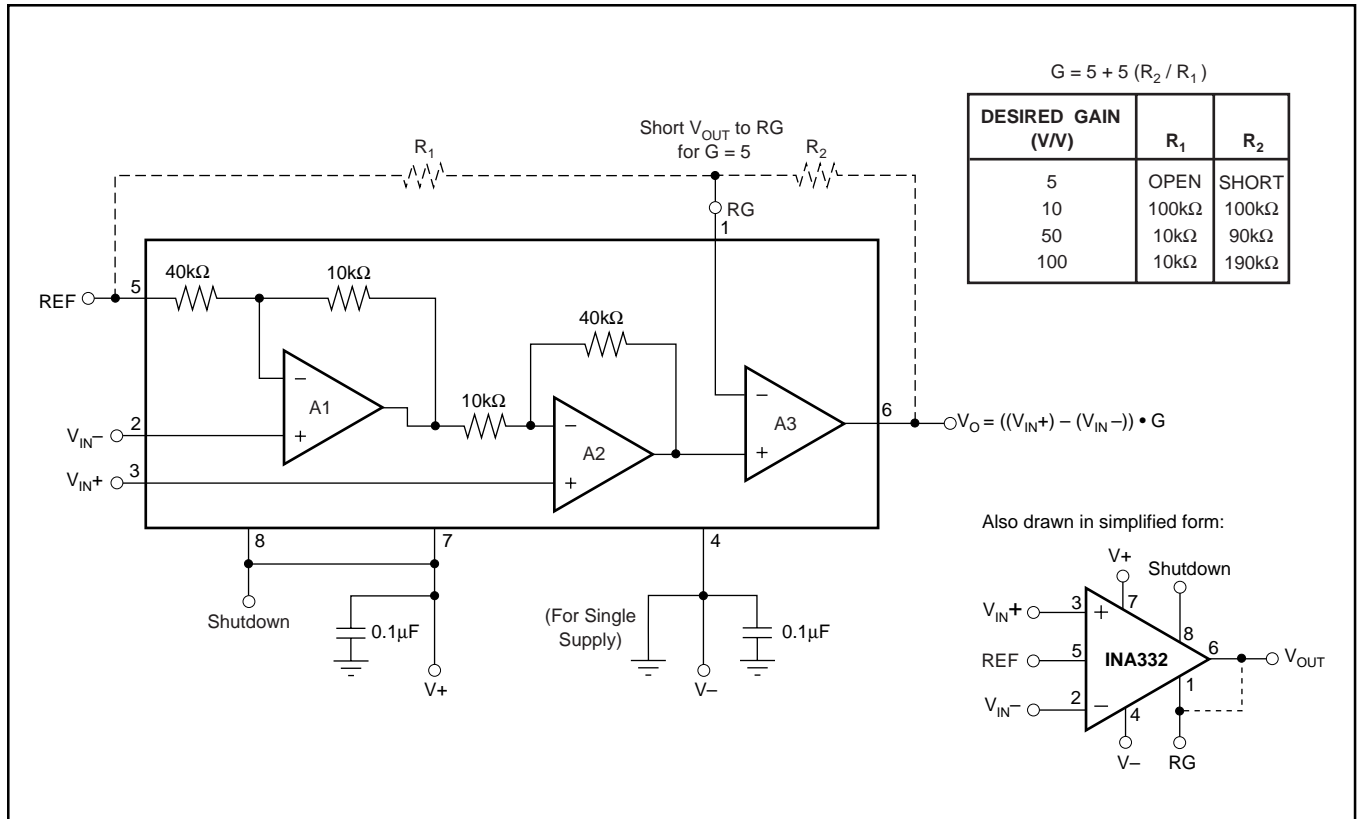 G = 5 + 5 (R2 / R1)
DESIRED GAIN (V/V) R1 R2
5 OPEN SHORT
10 100kΩ 100kΩ
50 10kΩ 90kΩ
100 10kΩ 190kΩ
Short VOUT to RG
for G = 5
R1
R2
RG
1
40kΩ
10kΩ
REF
5
40kΩ
−
A1
+
10kΩ
−
A2
+
−
A3
+
6
VO = ((VIN+) − (VIN−)) • G
VIN−
2
VIN+
3
8
7
4
Shutdown
0.1μF
V+
(For Single
Supply)
0.1μF
V−
Also drawn in simplified form:
V+
Shutdown
VIN+
3
+
7
8
REF
5
INA332
6
VOUT
VIN−
2
−
4
1
V−
RG